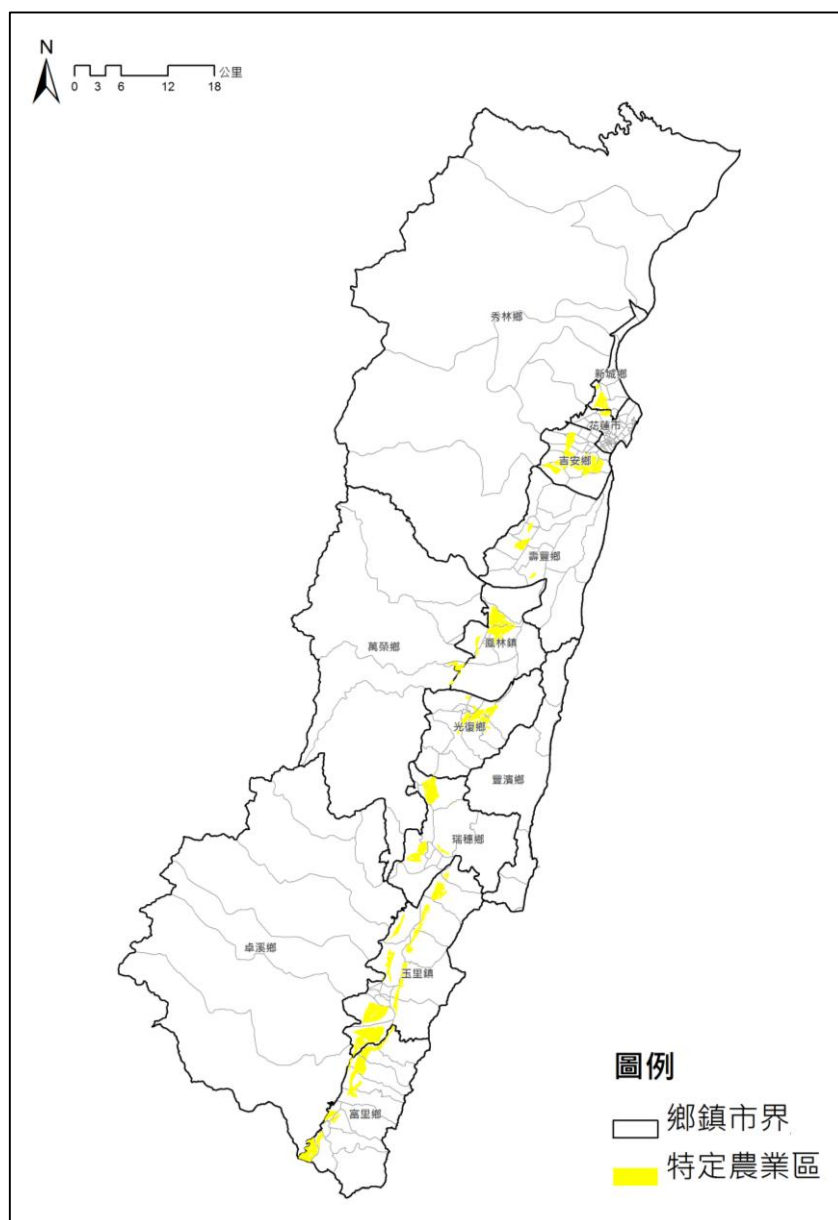 N
公里
0 3 6 12 18
秀林鄉
新城鄉
花蓮市
吉安鄉
壽豐鄉
鳳林鎮
萬榮鄉
光復鄉
豐濱鄉
瑞穗鄉
卓溪鄉
玉里鎮
富里鄉
圖例
鄉鎮市界
特定農業區